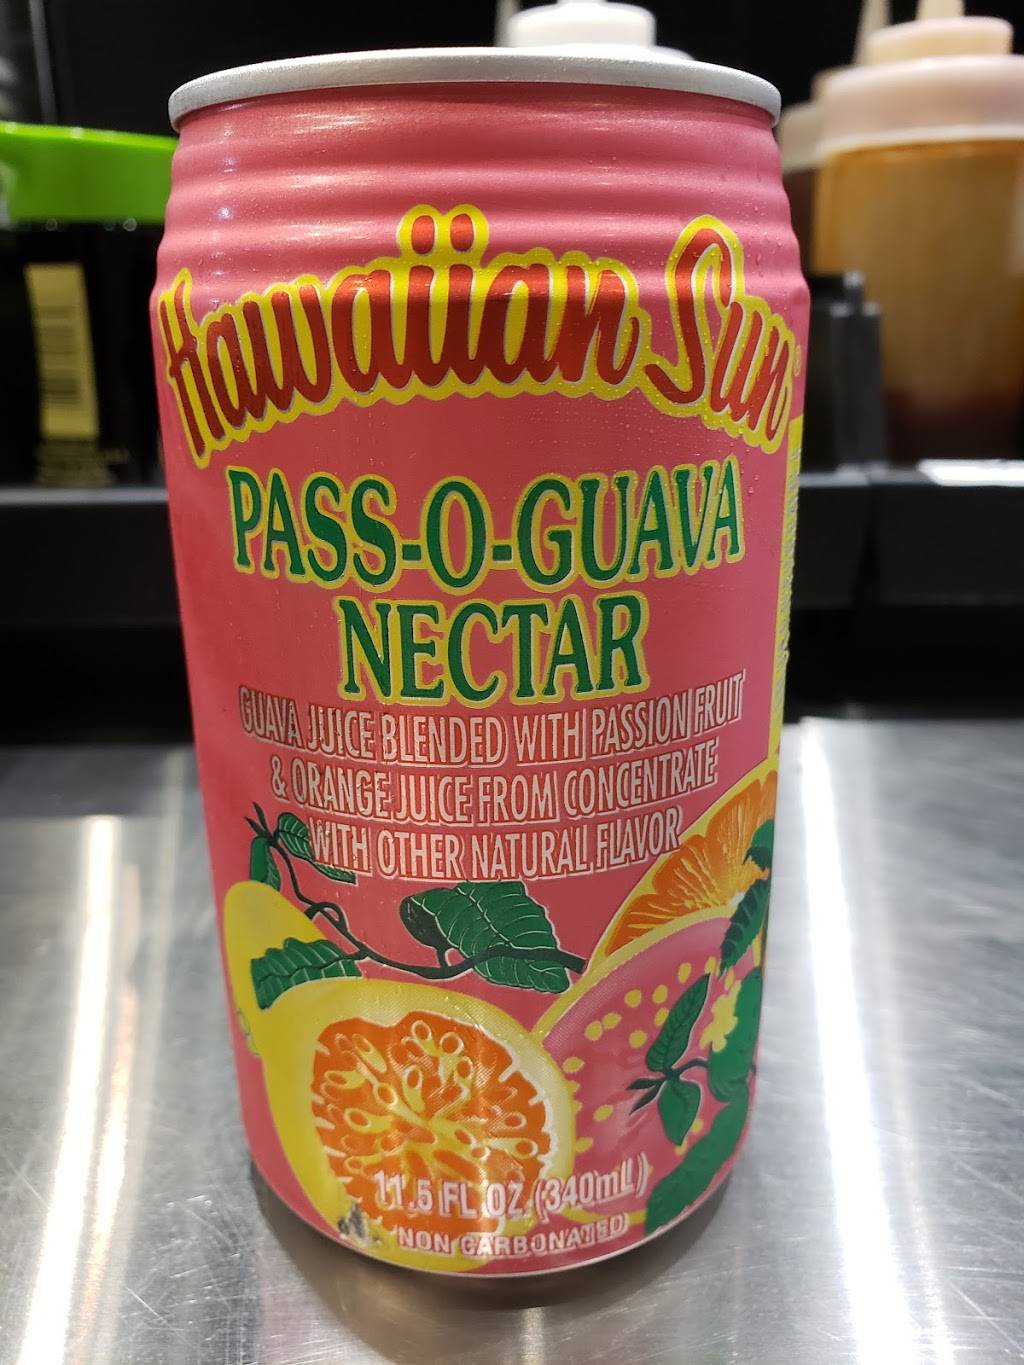 Hawaiian Sun
PASS-O-GUAVA
NECTAR
GUAVA JUICE BLENDED WITH PASSION FRUIT
& ORANGE JUICE FROM CONCENTRATE
WITH OTHER NATURAL FLAVOR
11.5 FL OZ (340mL)
NON CARBONATED